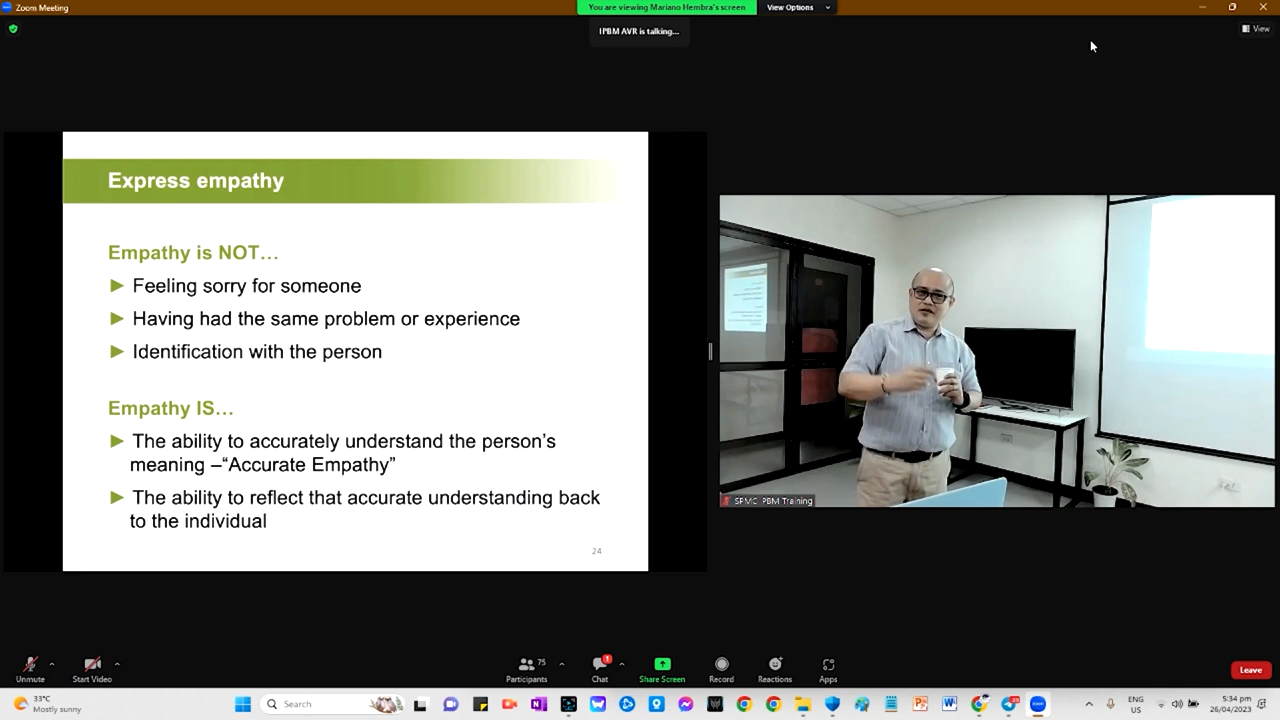 Zoom Meeting
You are viewing Mariano Hembra's screen
View Options
IPBM AVR is talking...
View
Express empathy
Empathy is NOT…
Feeling sorry for someone
Having had the same problem or experience
Identification with the person
Empathy IS…
The ability to accurately understand the person's
meaning –“Accurate Empathy”
The ability to reflect that accurate understanding back
to the individual
24
SPMC IPBM Training
Unmute
Start Video
75
Participants
1
Chat
Share Screen
Record
Reactions
Apps
Leave
33°C
Mostly sunny
Search
ENG
US
5:34 pm
26/04/2023